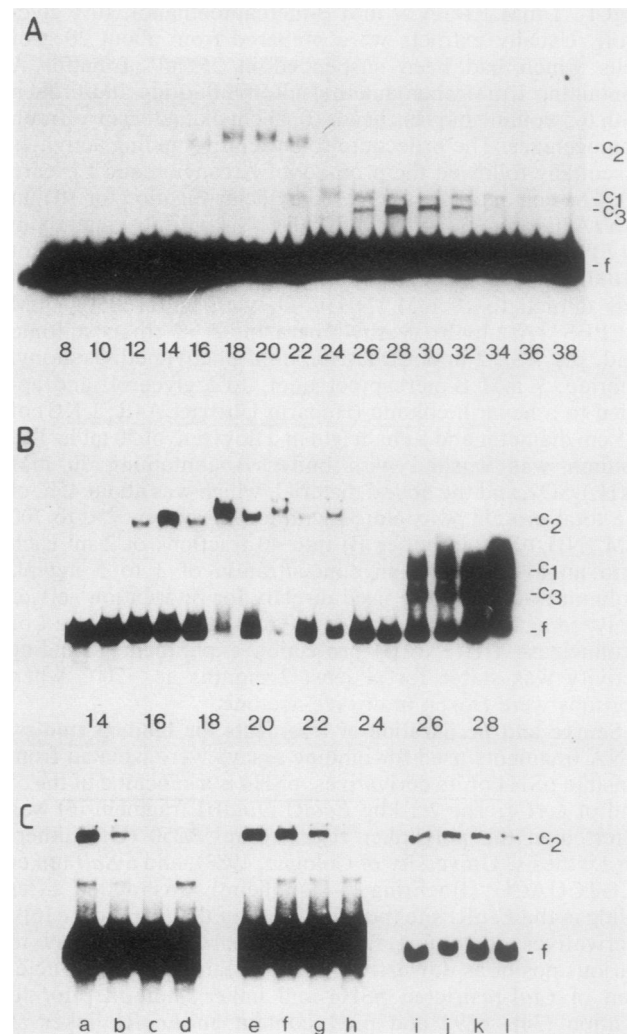 A
-c2
-c1
-c3
-f
8 10 12 14 16 18 20 22 24 26 28 30 32 34 36 38
B
-c2
-c1
-c3
-f
14 16 18 20 22 24 26 28
C
-c2
-f
a b c d e f g h i j k l